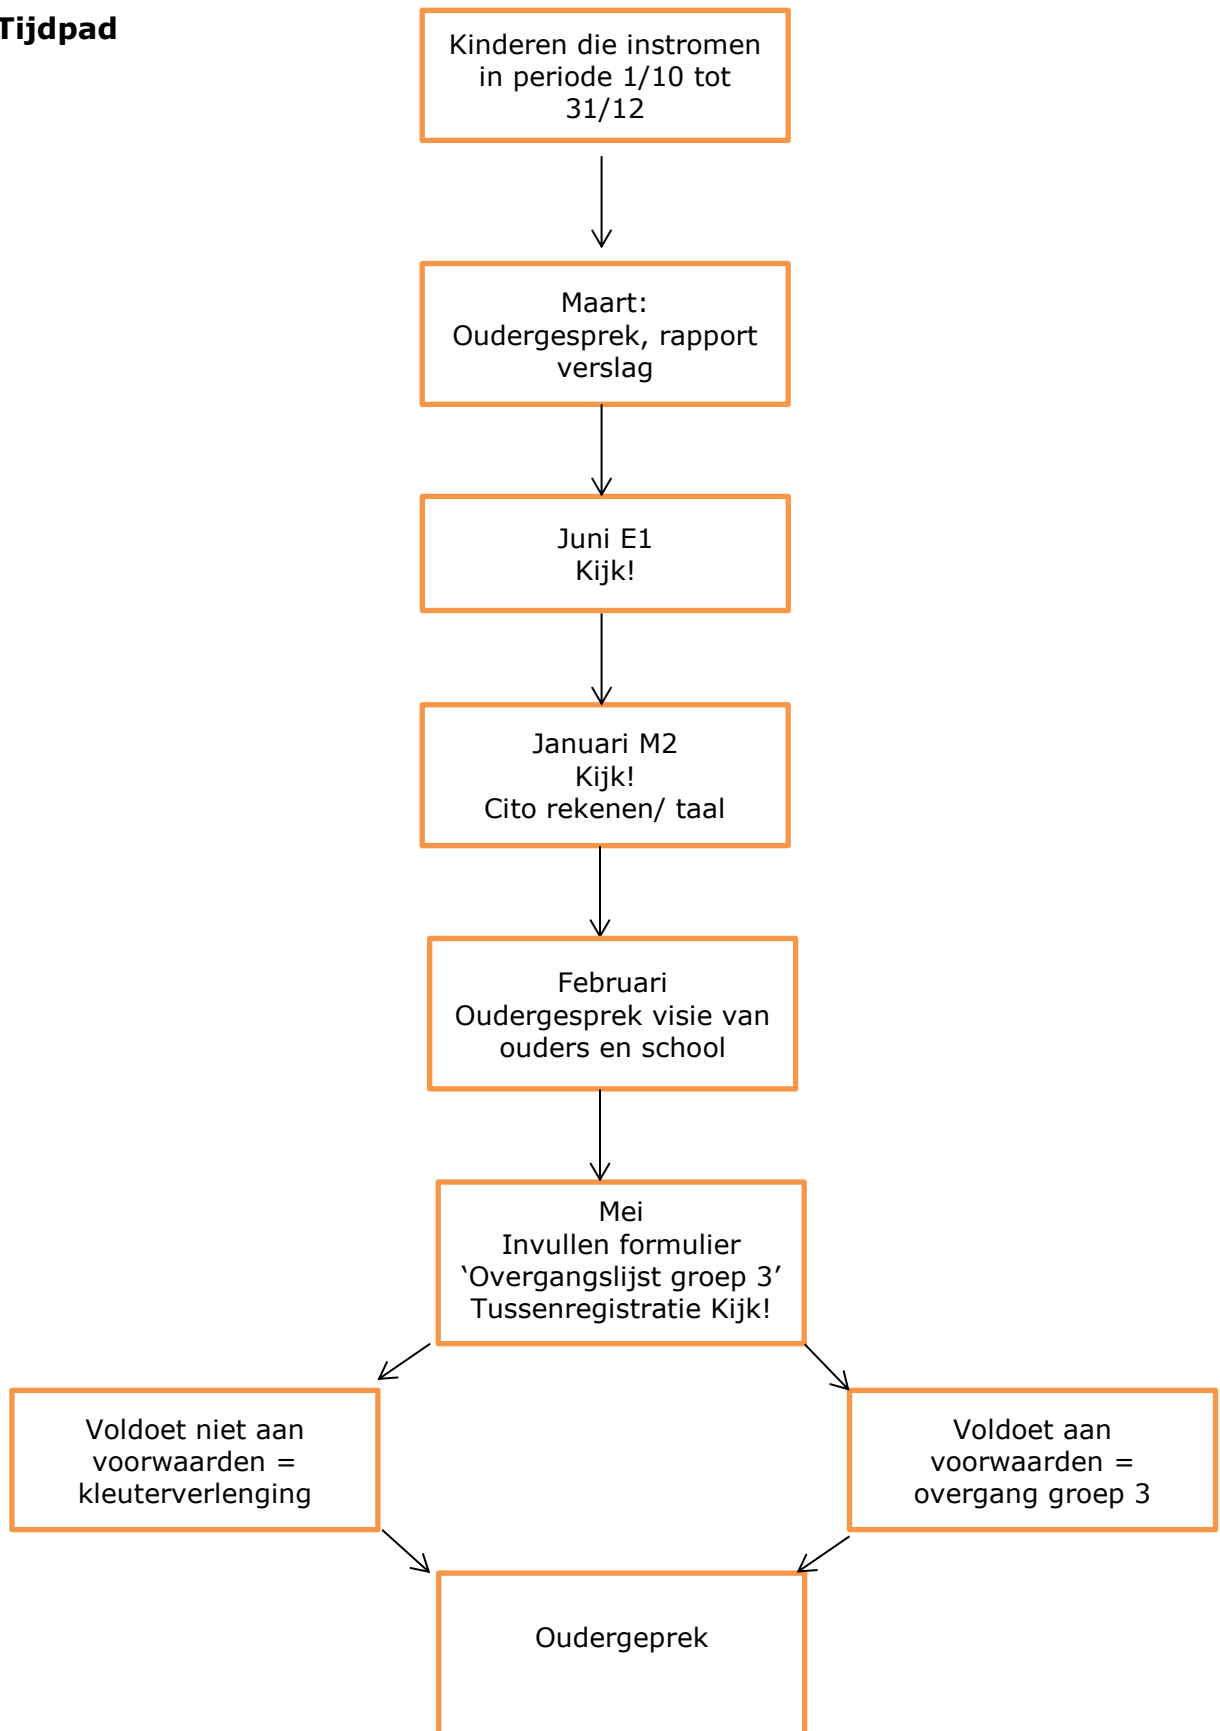 Tijdpad
Kinderen die instromen
in periode 1/10 tot
31/12
Maart:
Oudergesprek, rapport
verslag
Juni E1
Kijk!
Januari M2
Kijk!
Cito rekenen/ taal
Februari
Oudergesprek visie van
ouders en school
Mei
Invullen formulier
‘Overgangslijst groep 3’
Tussenregistratie Kijk!
Voldoet niet aan
voorwaarden =
kleuterverlenging
Voldoet aan
voorwaarden =
overgang groep 3
Oudergeprek